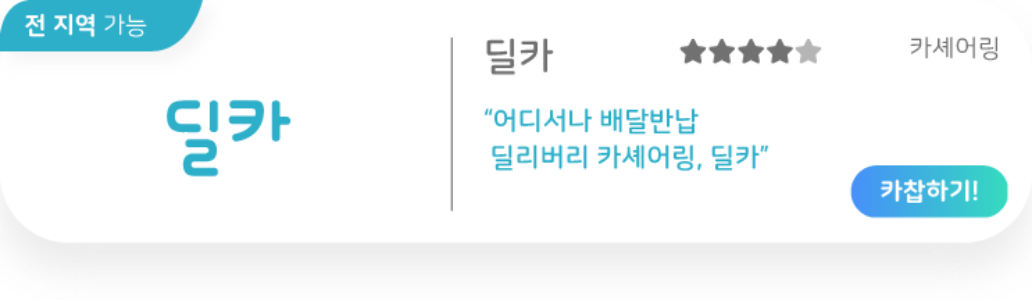 전 지역 가능
딜카
딜카
카셰어링
“어디서나 배달반납
딜리버리 카셰어링, 딜카”
카찹하기!